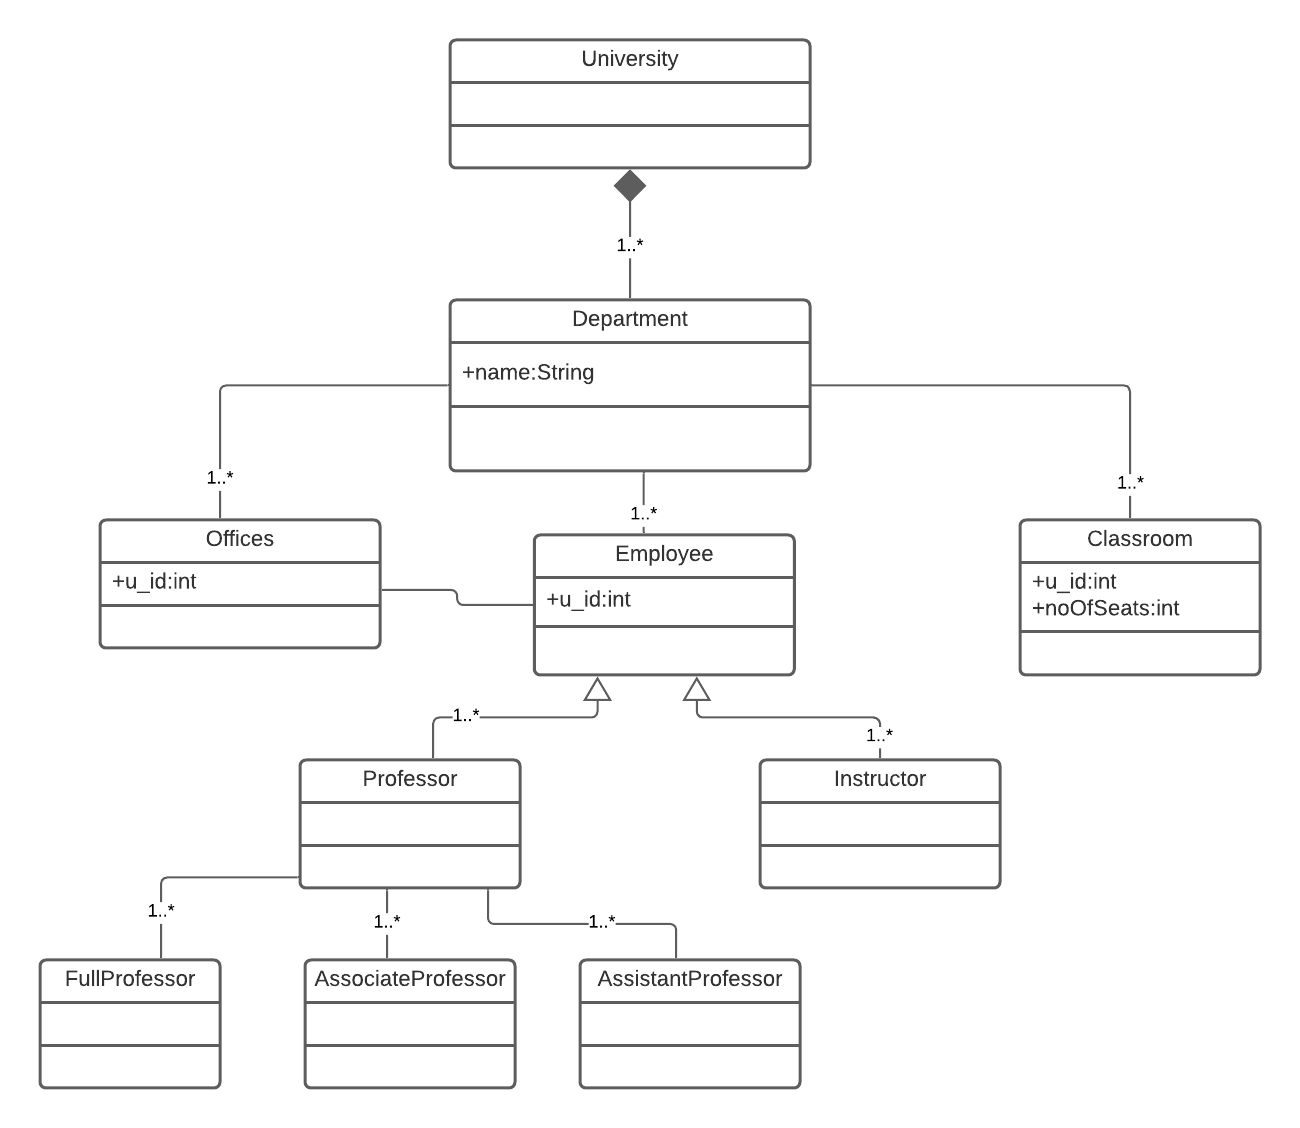 University
1..*
Department
+name:String
1..*
1..*
1..*
Offices
+u_id:int
Employee
+u_id:int
Classroom
+u_id:int
+noOfSeats:int
1..*
1..*
Professor
Instructor
1..*
1..*
1..*
FullProfessor
AssociateProfessor
AssistantProfessor